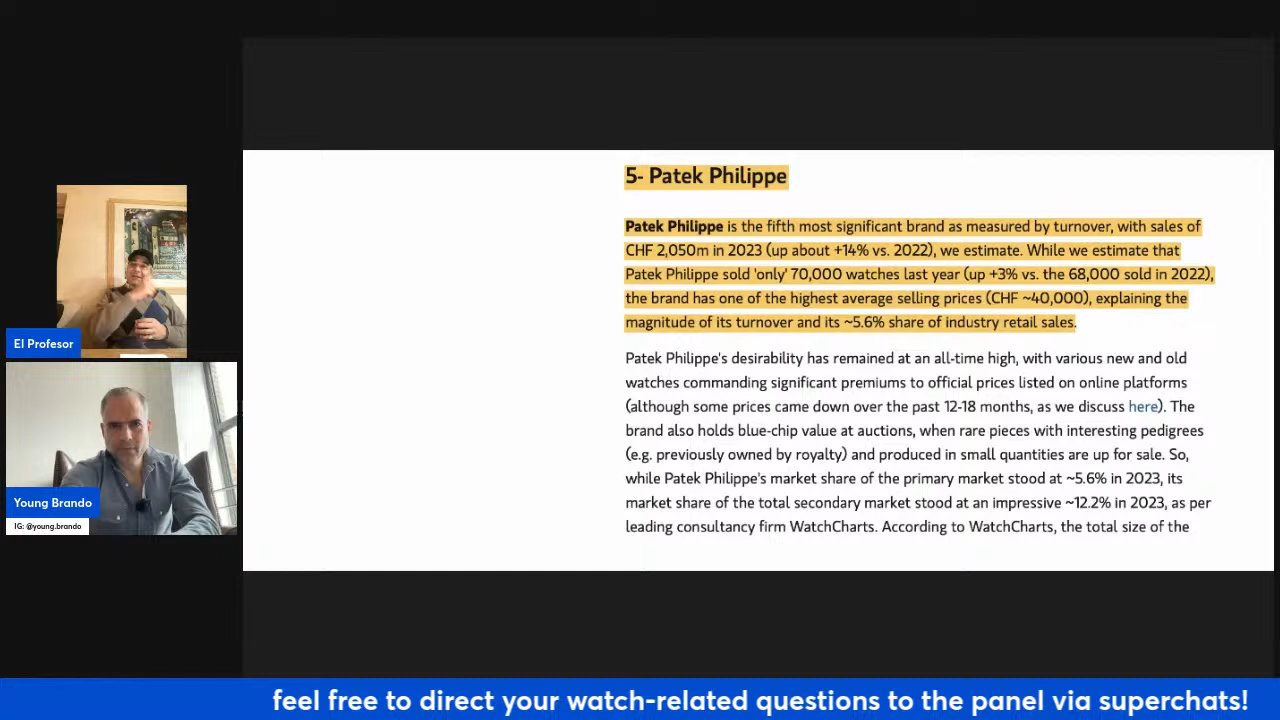 5- Patek Philippe
Patek Philippe is the fifth most significant brand as measured by turnover, with sales of
CHF 2,050m in 2023 (up about +14% vs. 2022), we estimate. While we estimate that
Patek Philippe sold 'only' 70,000 watches last year (up +3% vs. the 68,000 sold in 2022),
the brand has one of the highest average selling prices (CHF ~40,000), explaining the
magnitude of its turnover and its ~5.6% share of industry retail sales.
Patek Philippe's desirability has remained at an all-time high, with various new and old
watches commanding significant premiums to official prices listed on online platforms
(although some prices came down over the past 12-18 months, as we discuss here). The
brand also holds blue-chip value at auctions, when rare pieces with interesting pedigrees
(e.g. previously owned by royalty) and produced in small quantities are up for sale. So,
while Patek Philippe's market share of the primary market stood at ~5.6% in 2023, its
market share of the total secondary market stood at an impressive ~12.2% in 2023, as per
leading consultancy firm WatchCharts. According to WatchCharts, the total size of the
El Profesor
Young Brando
IG: @young.brando
feel free to direct your watch-related questions to the panel via superchats!